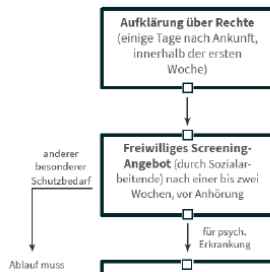 Aufklärung über Rechte
(einige Tage nach Ankunft,
innerhalb der ersten
Woche)
Freiwilliges Screening-
Angebot (durch Sozialar-
beitende) nach einer bis zwei
Wochen, vor Anhörung
anderer
besonderer
Schutzbedarf
für psych.
Erkrankung
Ablauf muss